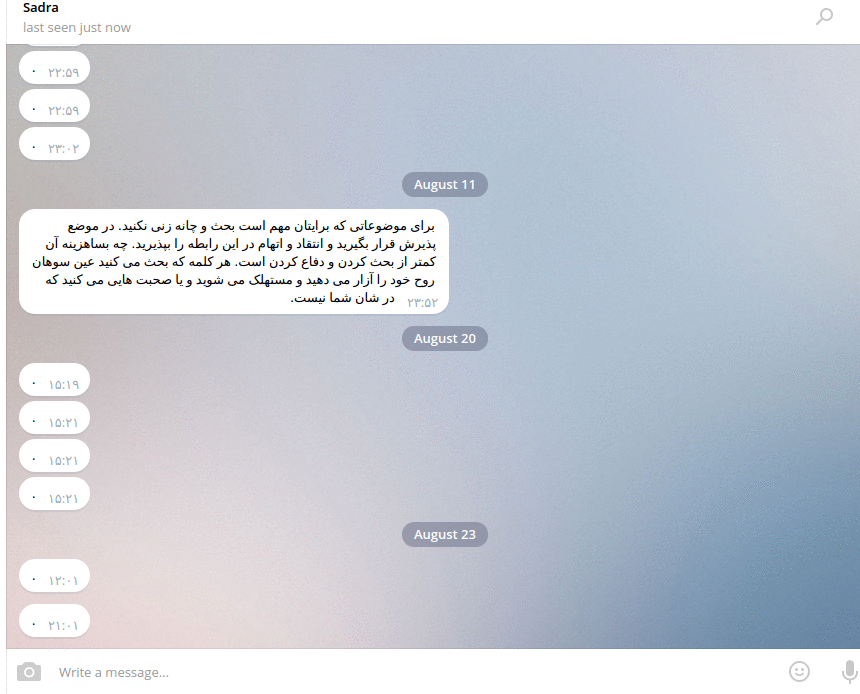 Sadra
last seen just now
. ۲۲:۵۹
. ۲۲:۵۹
. ۲۳:۰۲
August 11
برای موضوعاتی که برایتان مهم است بحث و چانه زنی نکنید. در موضع
پذیرش قرار بگیرید و انتقاد و اتهام در این رابطه را بپذیرید. چه بساهزینه آن
کمتر از بحث کردن و دفاع کردن است. هر کلمه که بحث می کنید عین سوهان
روح خود را آزار می دهید و مستهلک می شوید و یا صحبت هایی می کنید که
در شان شما نیست. ۲۳:۵۲
August 20
. ۱۵:۱۹
. ۱۵:۲۱
. ۱۵:۲۱
. ۱۵:۲۱
August 23
. ۱۲:۰۱
. ۲۱:۰۱
Write a message...